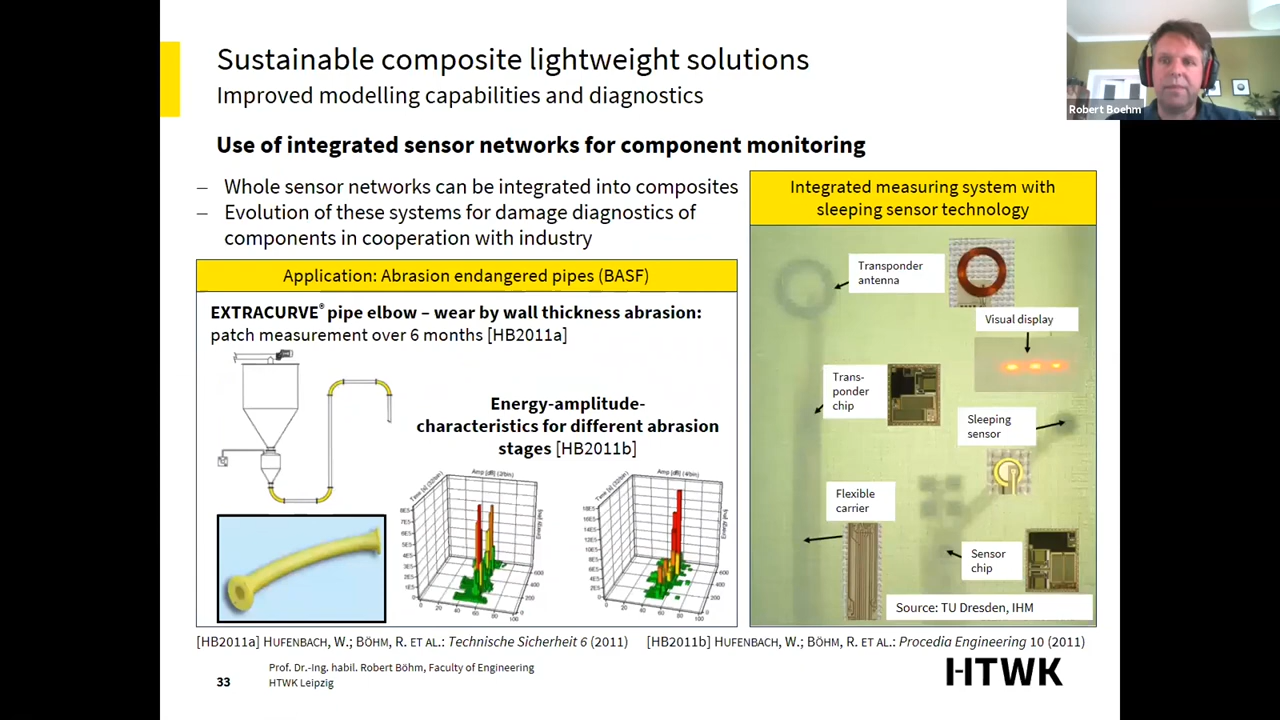 Sustainable composite lightweight solutions
Improved modelling capabilities and diagnostics
Robert Boehm
Use of integrated sensor networks for component monitoring
– Whole sensor networks can be integrated into composites
– Evolution of these systems for damage diagnostics of
components in cooperation with industry
Application: Abrasion endangered pipes (BASF)
EXTRACURVE® pipe elbow – wear by wall thickness abrasion:
patch measurement over 6 months [HB2011a]
Energy-amplitude-
characteristics for different abrasion
stages [HB2011b]
Integrated measuring system with
sleeping sensor technology
Transponder
antenna
Visual display
Trans-
ponder
chip
Sleeping
sensor
Flexible
carrier
Sensor
chip
Source: TU Dresden, IHM
[HB2011a] HUFENBACH, W.; BÖHM, R. ET AL.: Technische Sicherheit 6 (2011)
[HB2011b] HUFENBACH, W.; BÖHM, R. ET AL.: Procedia Engineering 10 (2011)
Prof. Dr.-Ing. habil. Robert Böhm, Faculty of Engineering
33
HTWK Leipzig
HTWK